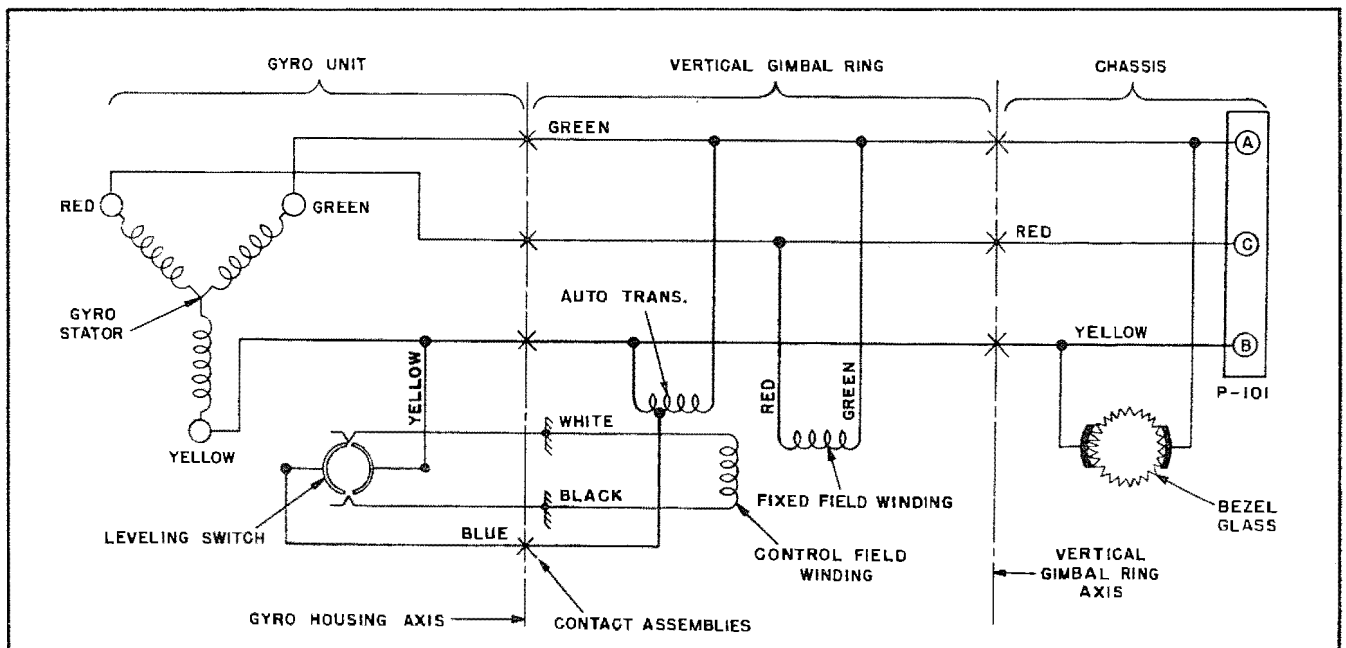 GYRO UNIT
VERTICAL GIMBAL RING
CHASSIS
GREEN
A
RED
GREEN
RED
C
AUTO TRANS.
GYRO
STATOR
YELLOW
B
YELLOW
RED
GREEN
P-101
WHITE
YELLOW
FIXED FIELD WINDING
BLACK
BEZEL
GLASS
LEVELING SWITCH
BLUE
CONTROL FIELD
WINDING
VERTICAL
GIMBAL RING
AXIS
GYRO HOUSING AXIS
CONTACT ASSEMBLIES